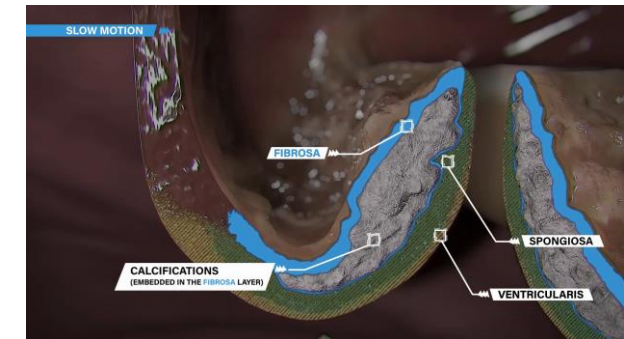 SLOW MOTION
FIBROSA
SPONGIOSA
CALCIFICATIONS
(EMBEDDED IN THE FIBROSA LAYER)
VENTRICULARIS